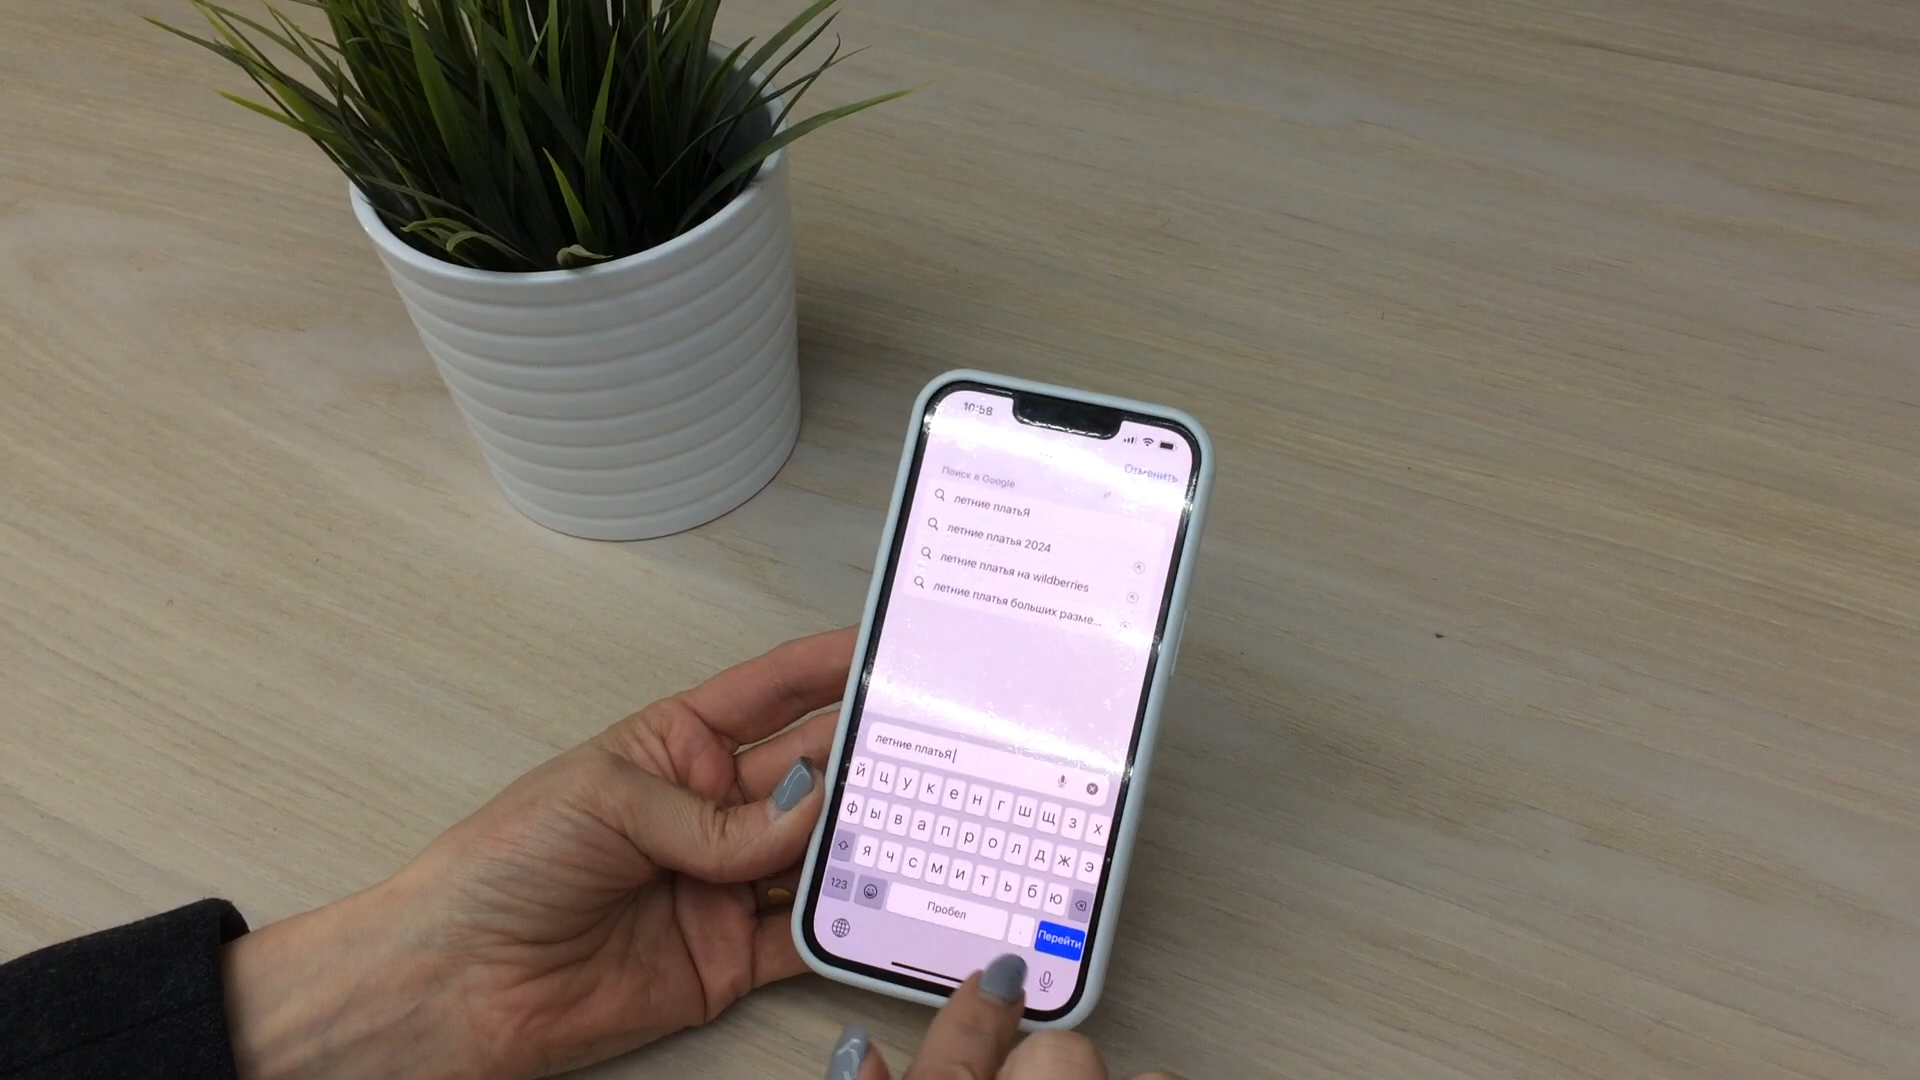 10:58
Отменить
Поиск в Google
летние платьЯ
летние платья 2024
летние платья на wildberries
летние платья больших разме...
летние платьЯ
й ц у к е н г ш щ з х
ф ы в а п р о л д ж э
я ч с м и т ь б ю
123 Пробел . Перейти